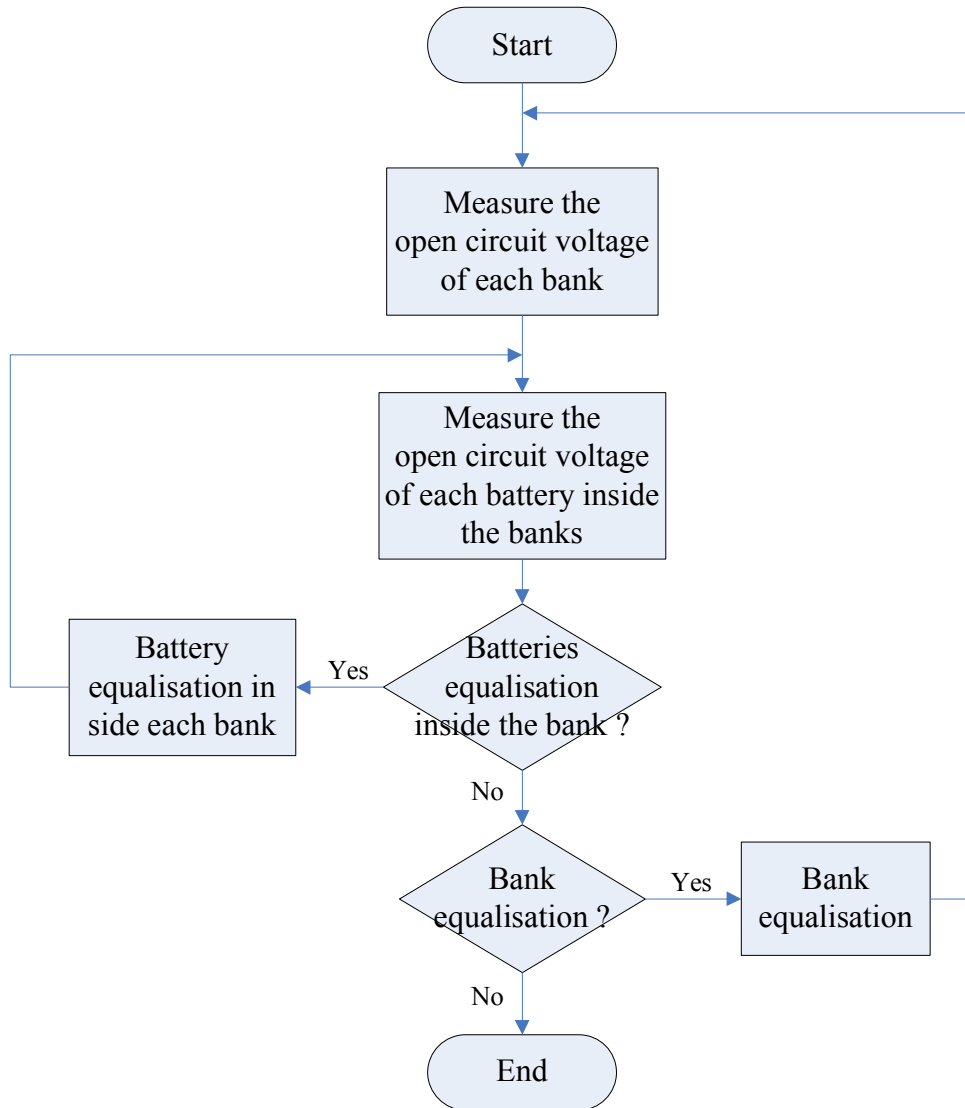 Start
Measure the
open circuit voltage
of each bank
Measure the
open circuit voltage
of each battery inside
the banks
Battery
equalisation in
side each bank
Yes
Batteries
equalisation
inside the bank ?
No
Bank
equalisation ?
Yes
Bank
equalisation
No
End